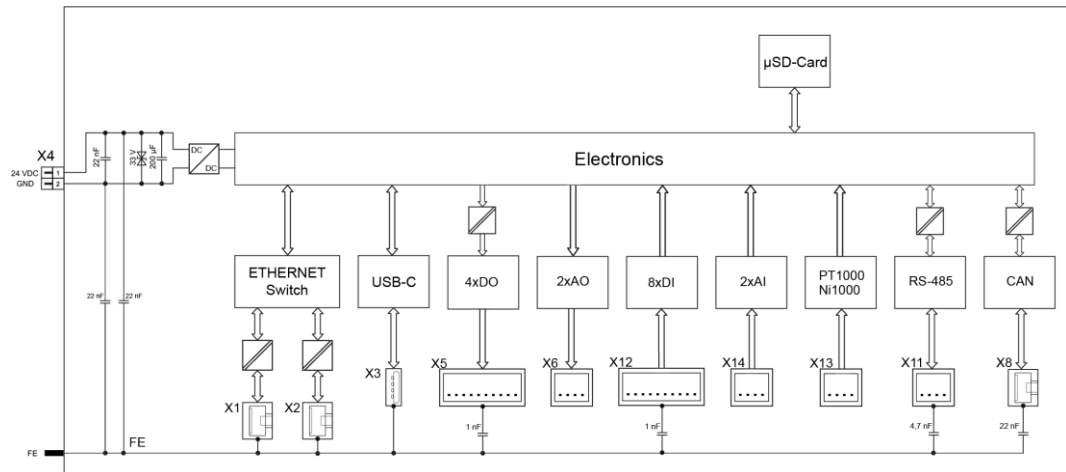 µSD-Card
X4
24 VDC
1
GND
2
22 nF
33 V
200 µF
DC
DC
Electronics
ETHERNET
Switch
USB-C
4xDO
2xAO
8xDI
2xAI
PT1000
Ni1000
RS-485
CAN
22 nF
22 nF
X3
X5
X6
X12
X14
X13
X11
X8
X1
X2
1 nF
1 nF
4,7 nF
22 nF
FE
FE